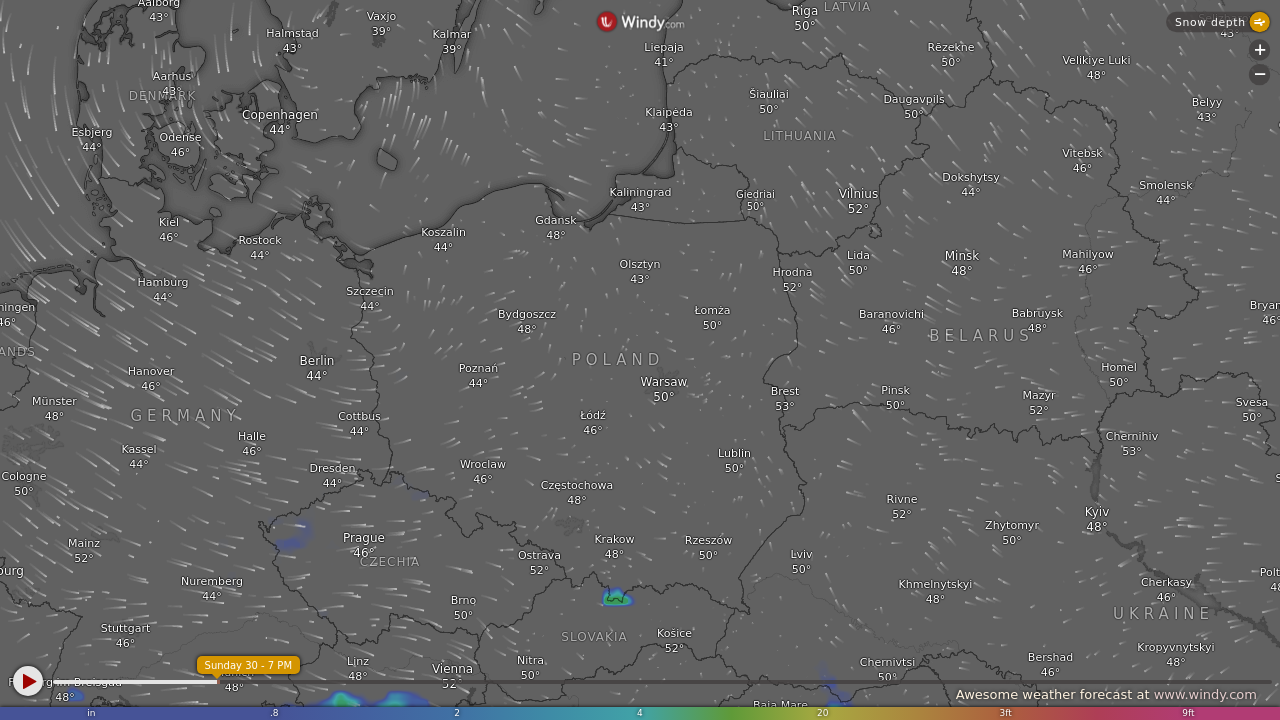 Aalborg
43°
Vaxjo
39°
Halmstad
43°
Kalmar
39°
Windy.com
Liepaja
41°
Riga
50°
LATVIA
Rēzekne
50°
Velikiye Luki
48°
Snow depth
43°
+
−
Aarhus
43°
DENMARK
Copenhagen
44°
Esbjerg
44°
Odense
46°
Klaipėda
43°
Šiauliai
50°
Daugavpils
50°
LITHUANIA
Belyy
43°
Vitebsk
46°
Dokshytsy
44°
Smolensk
44°
Kaliningrad
43°
Giedriai
50°
Vilnius
52°
Kiel
46°
Rostock
44°
Koszalin
44°
Gdansk
48°
Olsztyn
43°
Hrodna
52°
Lida
50°
Minsk
48°
Mahilyow
46°
Hamburg
44°
Szczecin
44°
ningen
46°
Bydgoszcz
48°
Łomża
50°
Baranovichi
46°
Babruysk
48°
BELARUS
Bryan
46°
ANDS
Hanover
46°
Berlin
44°
Poznań
44°
POLAND
Warsaw
50°
Brest
53°
Pinsk
50°
Homel
50°
Mazyr
52°
Münster
48°
GERMANY
Cottbus
44°
Łódź
46°
Svesa
50°
Kassel
44°
Halle
46°
Chernihiv
53°
Cologne
50°
Dresden
44°
Wroclaw
46°
Częstochowa
48°
Lublin
50°
Rivne
52°
Kyiv
48°
Zhytomyr
50°
Mainz
52°
Prague
46°
CZECHIA
Ostrava
52°
Krakow
48°
Rzeszów
50°
Lviv
50°
Nuremberg
44°
Khmelnytskyi
48°
Cherkasy
46°
UKRAINE
Brno
50°
Stuttgart
46°
SLOVAKIA
Košice
52°
Kropyvnytskyi
48°
Sunday 30 - 7 PM
Linz
48°
Vienna
52°
Nitra
50°
Chernivtsi
50°
Bershad
46°
48°
48°
Baia Mare
Awesome weather forecast at www.windy.com
in .8 2 4 20 3ft 9ft